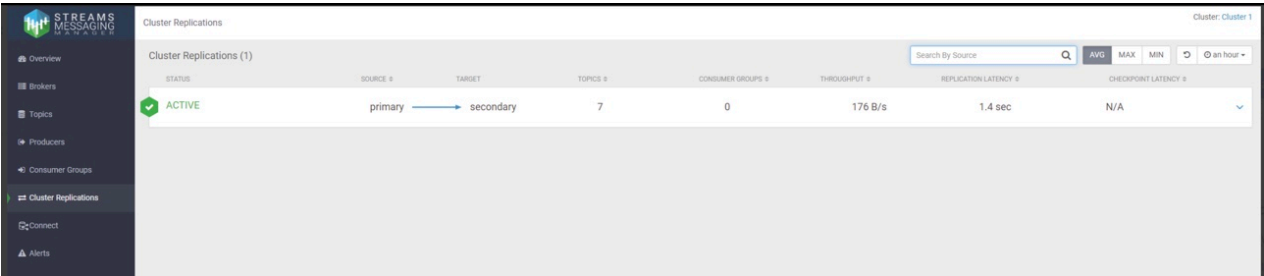 STREAMS
MESSAGING
MANAGER
Cluster Replications
Cluster: Cluster 1
Overview
Brokers
Topics
Producers
Consumer Groups
Cluster Replications
Connect
Alerts
Cluster Replications (1)
Search By Source
AVG MAX MIN an hour
STATUS SOURCE TARGET TOPICS CONSUMER GROUPS THROUGHPUT REPLICATION LATENCY CHECKPOINT LATENCY
ACTIVE primary secondary 7 0 176 B/s 1.4 sec N/A